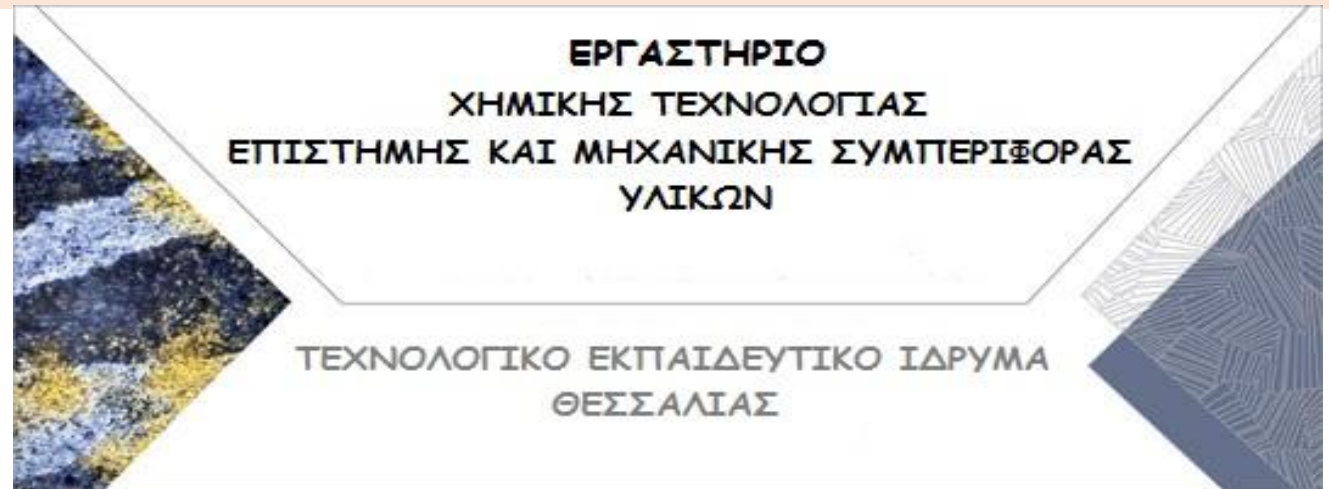 ΕΡΓΑΣΤΗΡΙΟ
ΧΗΜΙΚΗΣ ΤΕΧΝΟΛΟΓΙΑΣ
ΕΠΙΣΤΗΜΗΣ ΚΑΙ ΜΗΧΑΝΙΚΗΣ ΣΥΜΠΕΡΙΦΟΡΑΣ
ΥΛΙΚΩΝ
ΤΕΧΝΟΛΟΓΙΚΟ ΕΚΠΑΙΔΕΥΤΙΚΟ ΙΔΡΥΜΑ
ΘΕΣΣΑΛΙΑΣ